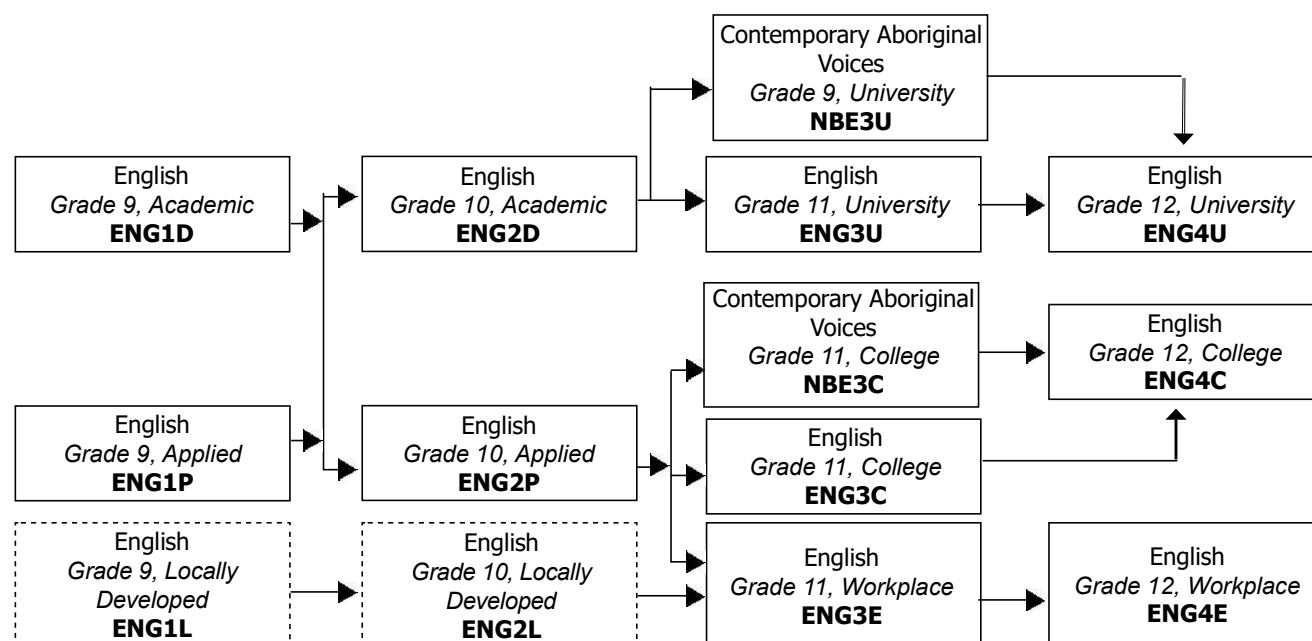 Contemporary Aboriginal
Voices
Grade 9, University
NBE3U
English
Grade 9, Academic
ENG1D
English
Grade 10, Academic
ENG2D
English
Grade 11, University
ENG3U
English
Grade 12, University
ENG4U
Contemporary Aboriginal
Voices
Grade 11, College
NBE3C
English
Grade 12, College
ENG4C
English
Grade 9, Applied
ENG1P
English
Grade 10, Applied
ENG2P
English
Grade 11, College
ENG3C
English
Grade 9, Locally
Developed
ENG1L
English
Grade 10, Locally
Developed
ENG2L
English
Grade 11, Workplace
ENG3E
English
Grade 12, Workplace
ENG4E